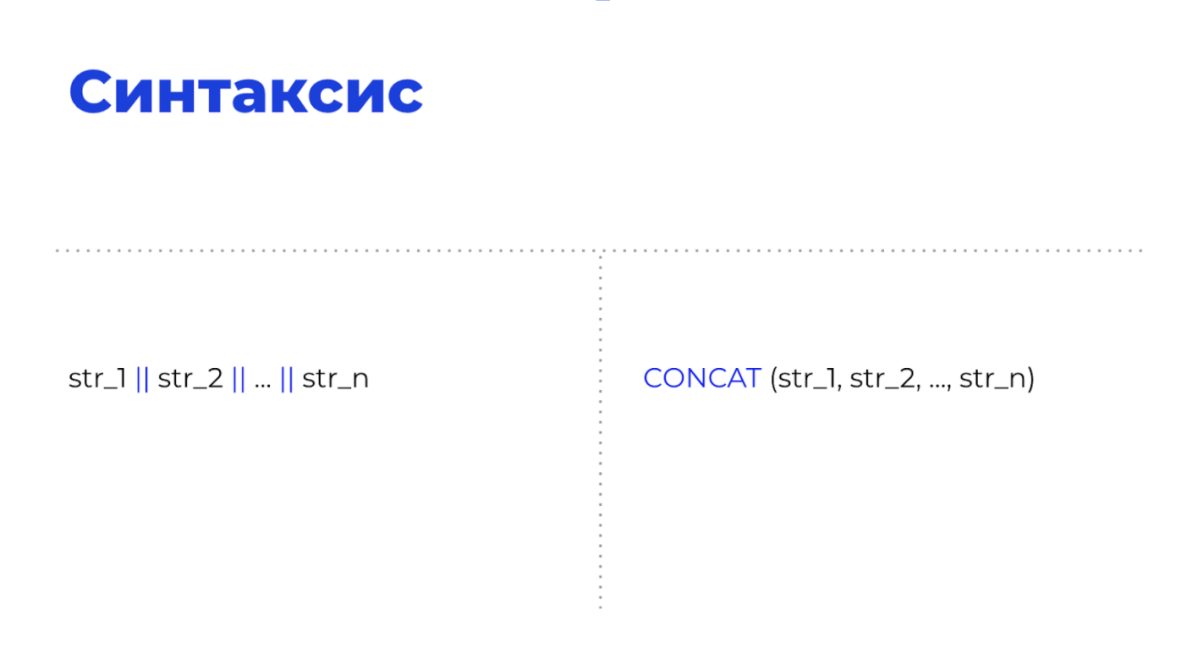 Синтаксис
str_1 || str_2 || ... || str_n
CONCAT (str_1, str_2, ..., str_n)